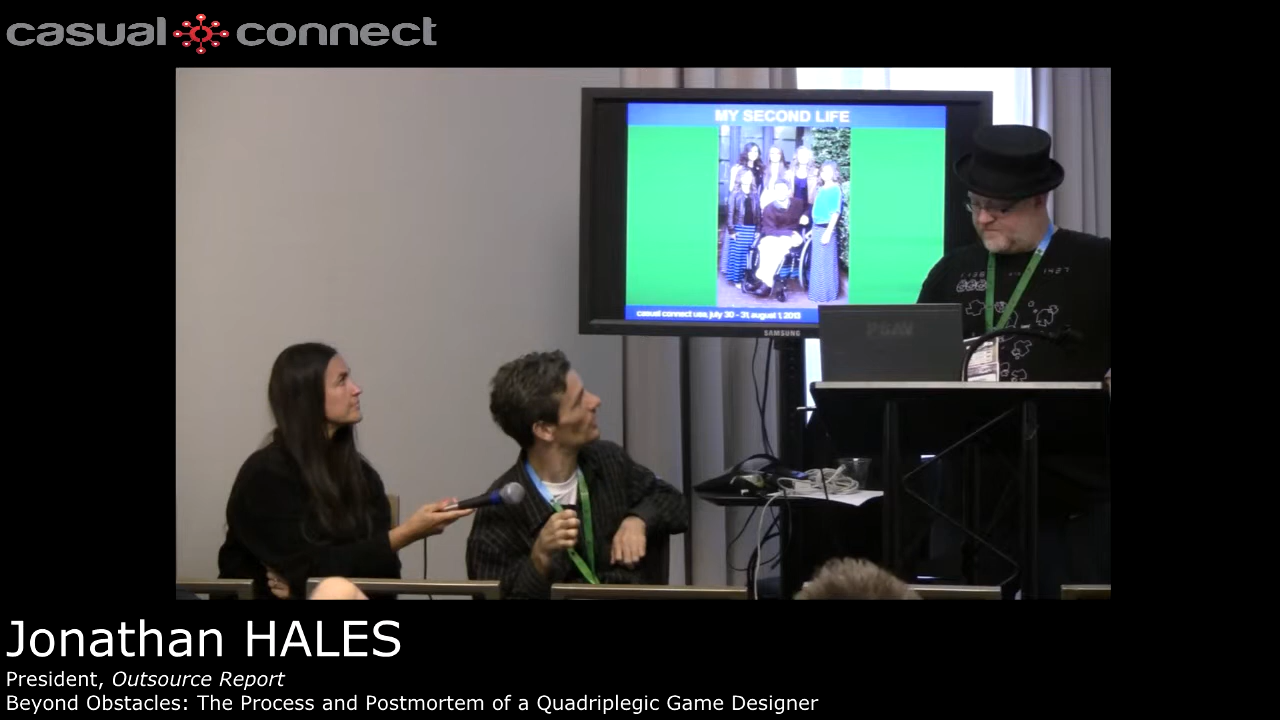 casual connect
MY SECOND LIFE
casual connect usa, july 30 - 31, august 1, 2013
SAMSUNG
Jonathan HALES
President, Outsource Report
Beyond Obstacles: The Process and Postmortem of a Quadriplegic Game Designer